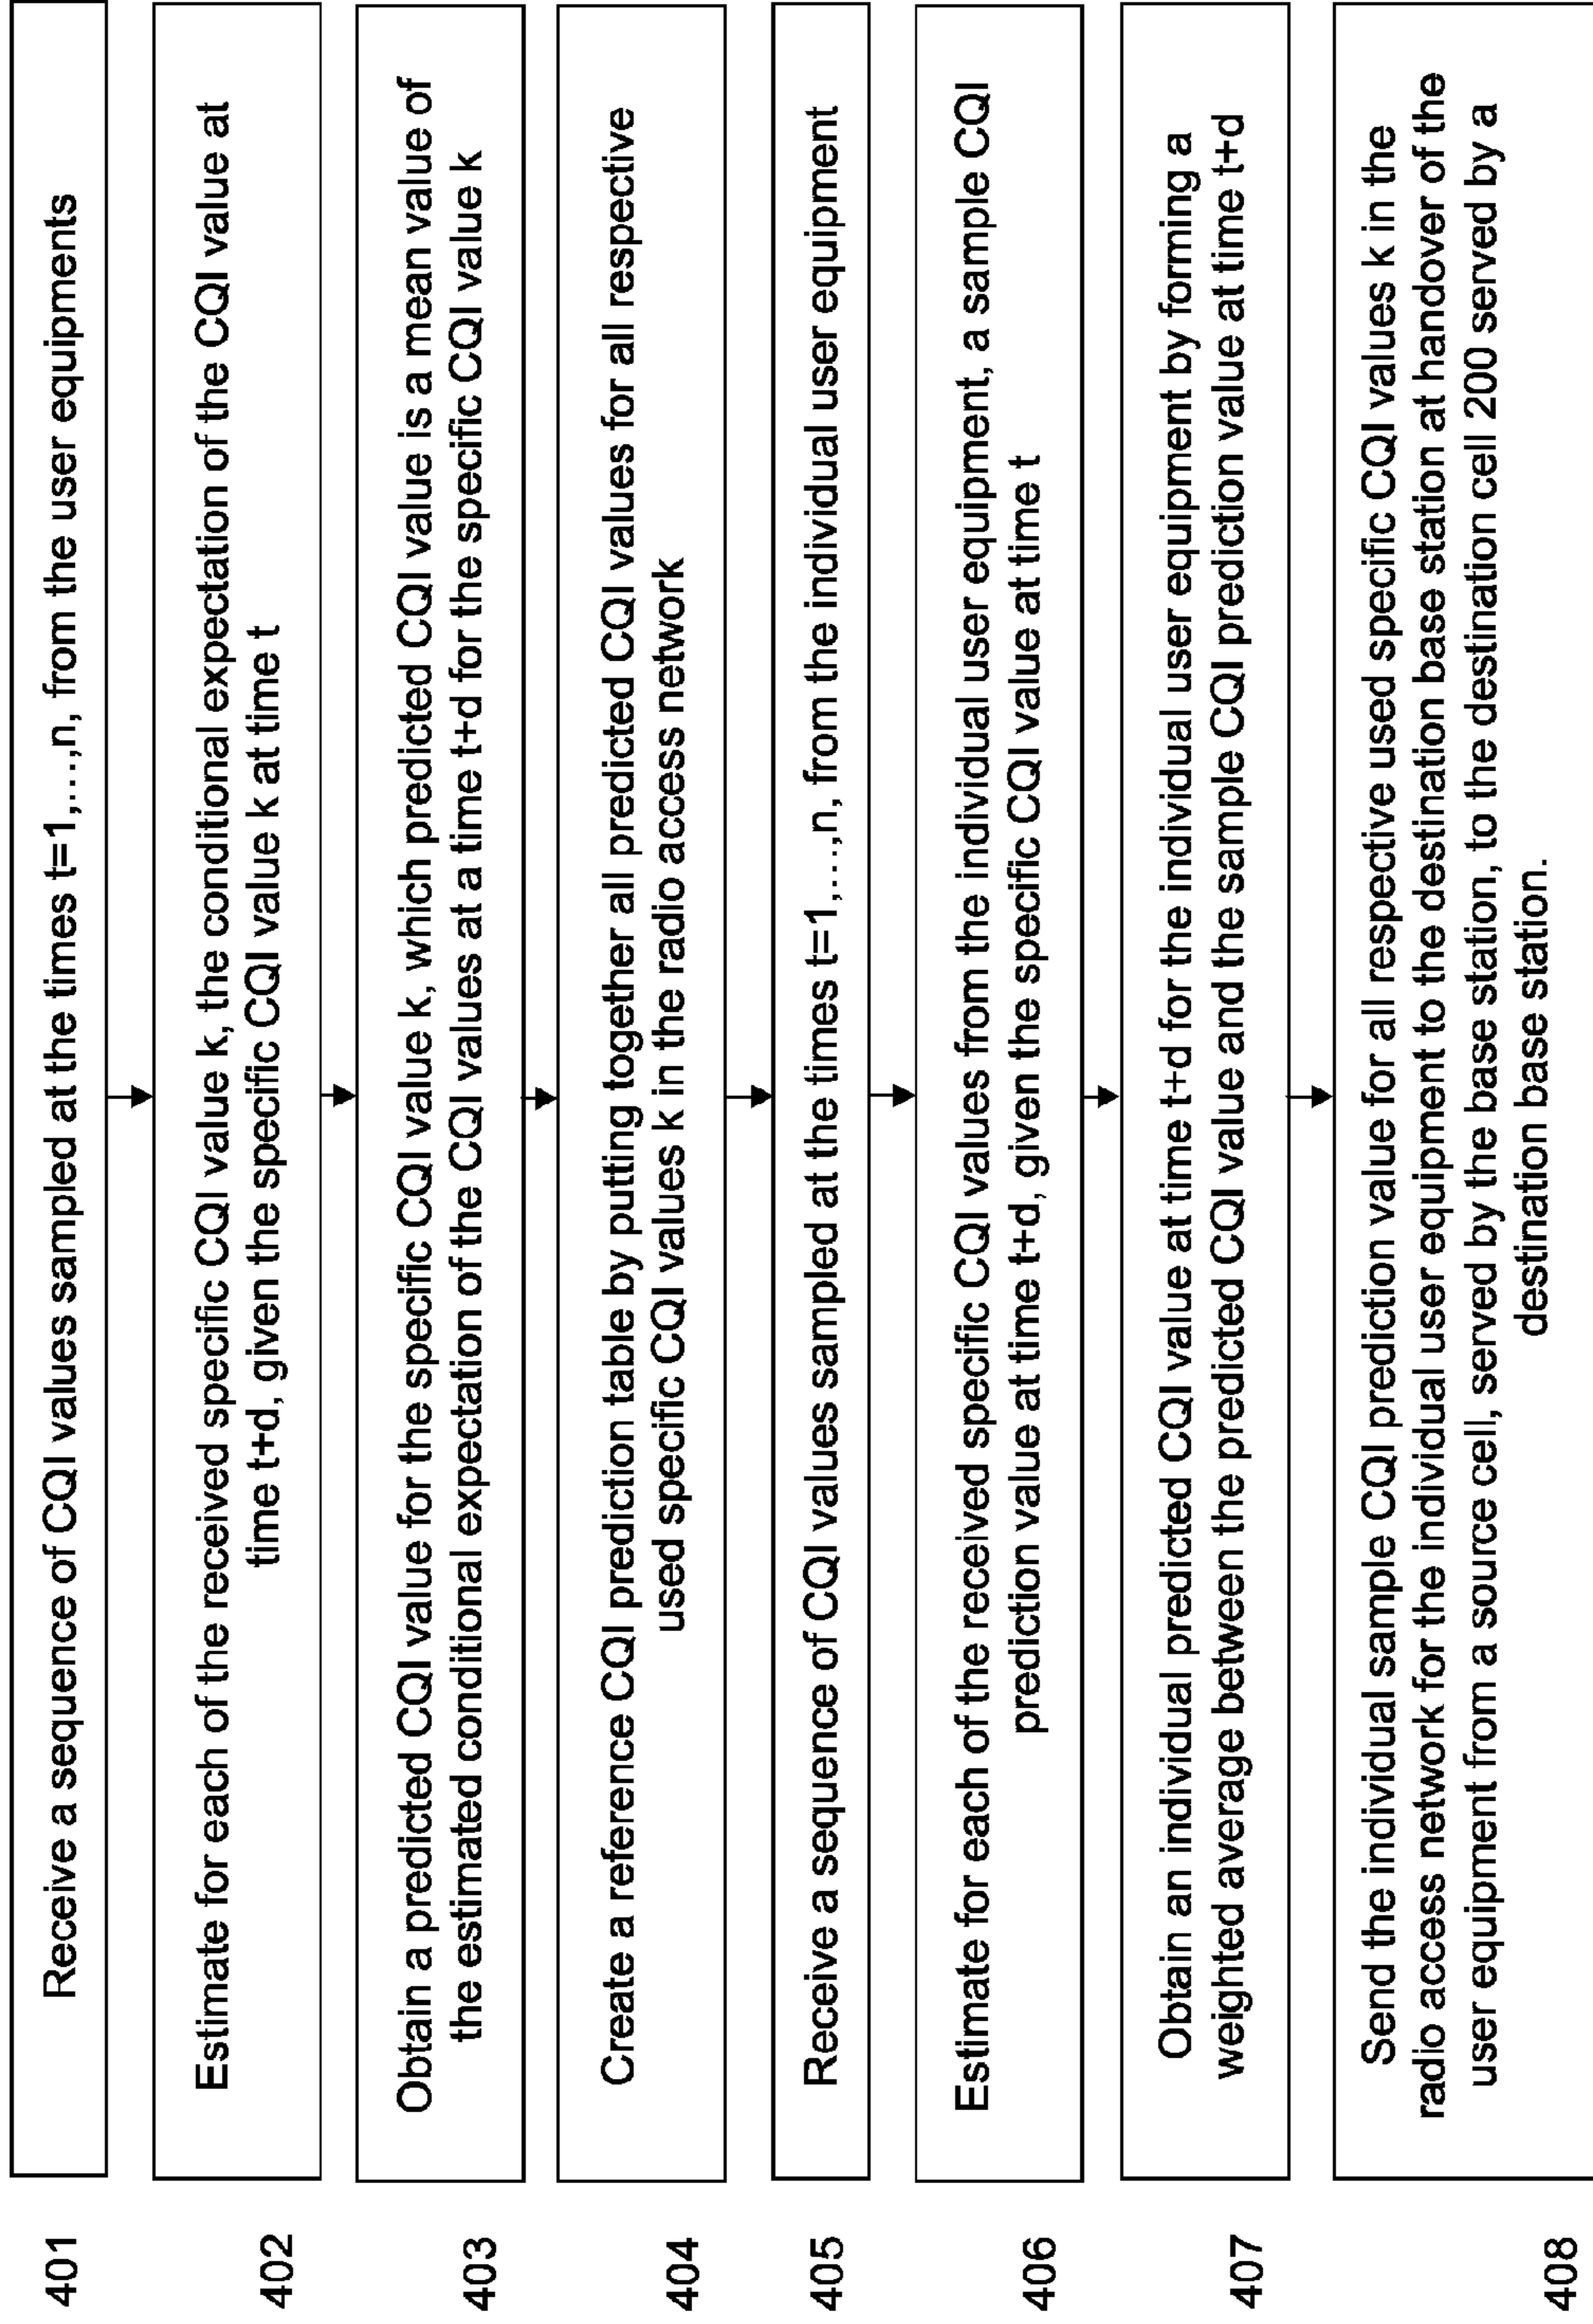 401
Receive a sequence of CQI values sampled at the times t=1,...,n, from the user equipments
402
Estimate for each of the received specific CQI value k, the conditional expectation of the CQI value at
time t+d, given the specific CQI value k at time t
403
Obtain a predicted CQI value for the specific CQI value k, which predicted CQI value is a mean value of
the estimated conditional expectation of the CQI values at a time t+d for the specific CQI value k
404
Create a reference CQI prediction table by putting together all predicted CQI values for all respective
used specific CQI values k in the radio access network
405
Receive a sequence of CQI values sampled at the times t=1,...,n, from the individual user equipment
406
Estimate for each of the received specific CQI values from the individual user equipment, a sample CQI
prediction value at time t+d, given the specific CQI value at time t
407
Obtain an individual predicted CQI value at time t+d for the individual user equipment by forming a
weighted average between the predicted CQI value and the sample CQI prediction value at time t+d
408
Send the individual sample CQI prediction value for all respective used specific CQI values k in the
radio access network for the individual user equipment to the destination base station at handover of the
user equipment from a source cell, served by the base station, to the destination cell 200 served by a
destination base station.